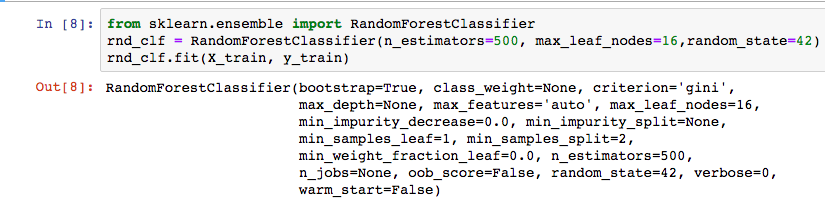 In [8]: from sklearn.ensemble import RandomForestClassifier
rnd_clf = RandomForestClassifier(n_estimators=500, max_leaf_nodes=16,random_state=42)
rnd_clf.fit(X_train, y_train)
Out[8]: RandomForestClassifier(bootstrap=True, class_weight=None, criterion='gini',
max_depth=None, max_features='auto', max_leaf_nodes=16,
min_impurity_decrease=0.0, min_impurity_split=None,
min_samples_leaf=1, min_samples_split=2,
min_weight_fraction_leaf=0.0, n_estimators=500,
n_jobs=None, oob_score=False, random_state=42, verbose=0,
warm_start=False)